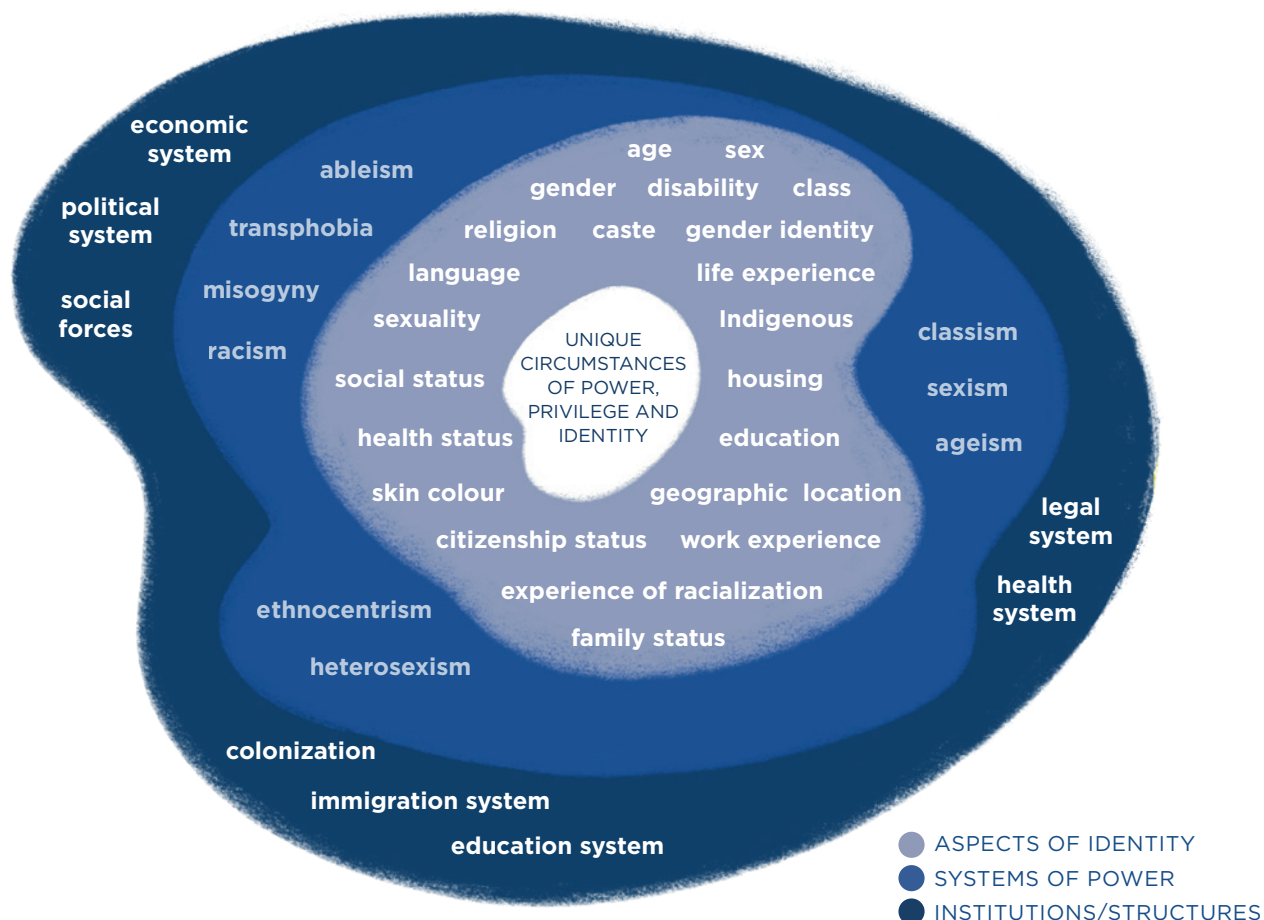 economic
system
political
system
social
forces
ableism
transphobia
misogyny
racism
age sex
gender disability class
religion caste gender identity
language life experience
sexuality Indigenous
social status housing
health status education
skin colour geographic location
citizenship status work experience
experience of racialization
family status
UNIQUE
CIRCUMSTANCES
OF POWER,
PRIVILEGE AND
IDENTITY
classism
sexism
ageism
legal
system
health
system
ethnocentrism
heterosexism
colonization
immigration system
education system
ASPECTS OF IDENTITY
SYSTEMS OF POWER
INSTITUTIONS/STRUCTURES